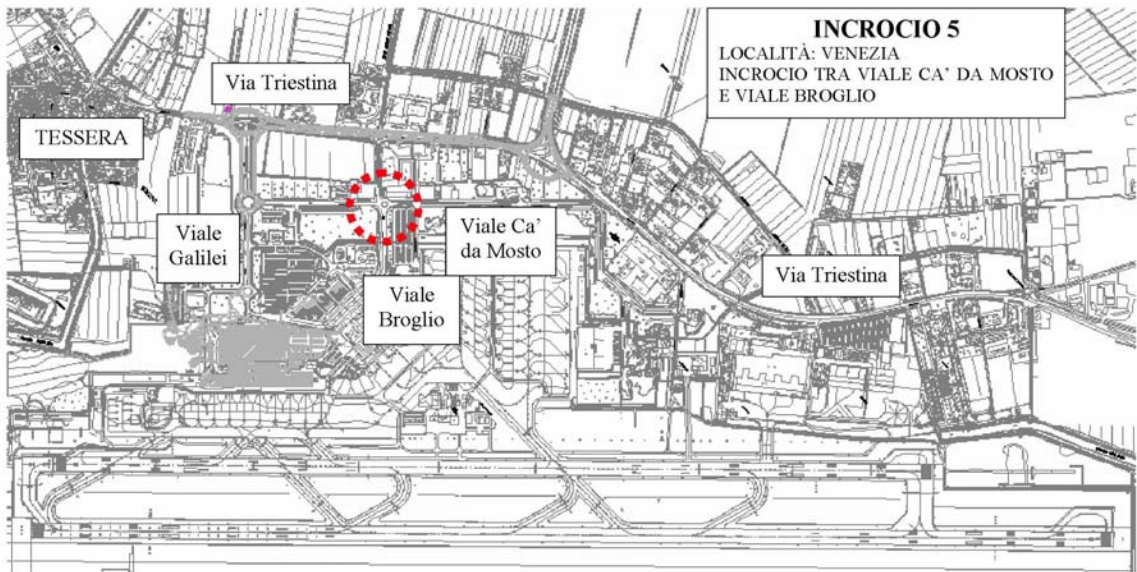 INCROCIO 5
LOCALITÀ: VENEZIA
INCROCIO TRA VIALE CA' DA MOSTO
E VIALE BROGLIO
Via Triestina
TESSERA
Viale
Galilei
Viale Ca'
da Mosto
Viale
Broglio
Via Triestina